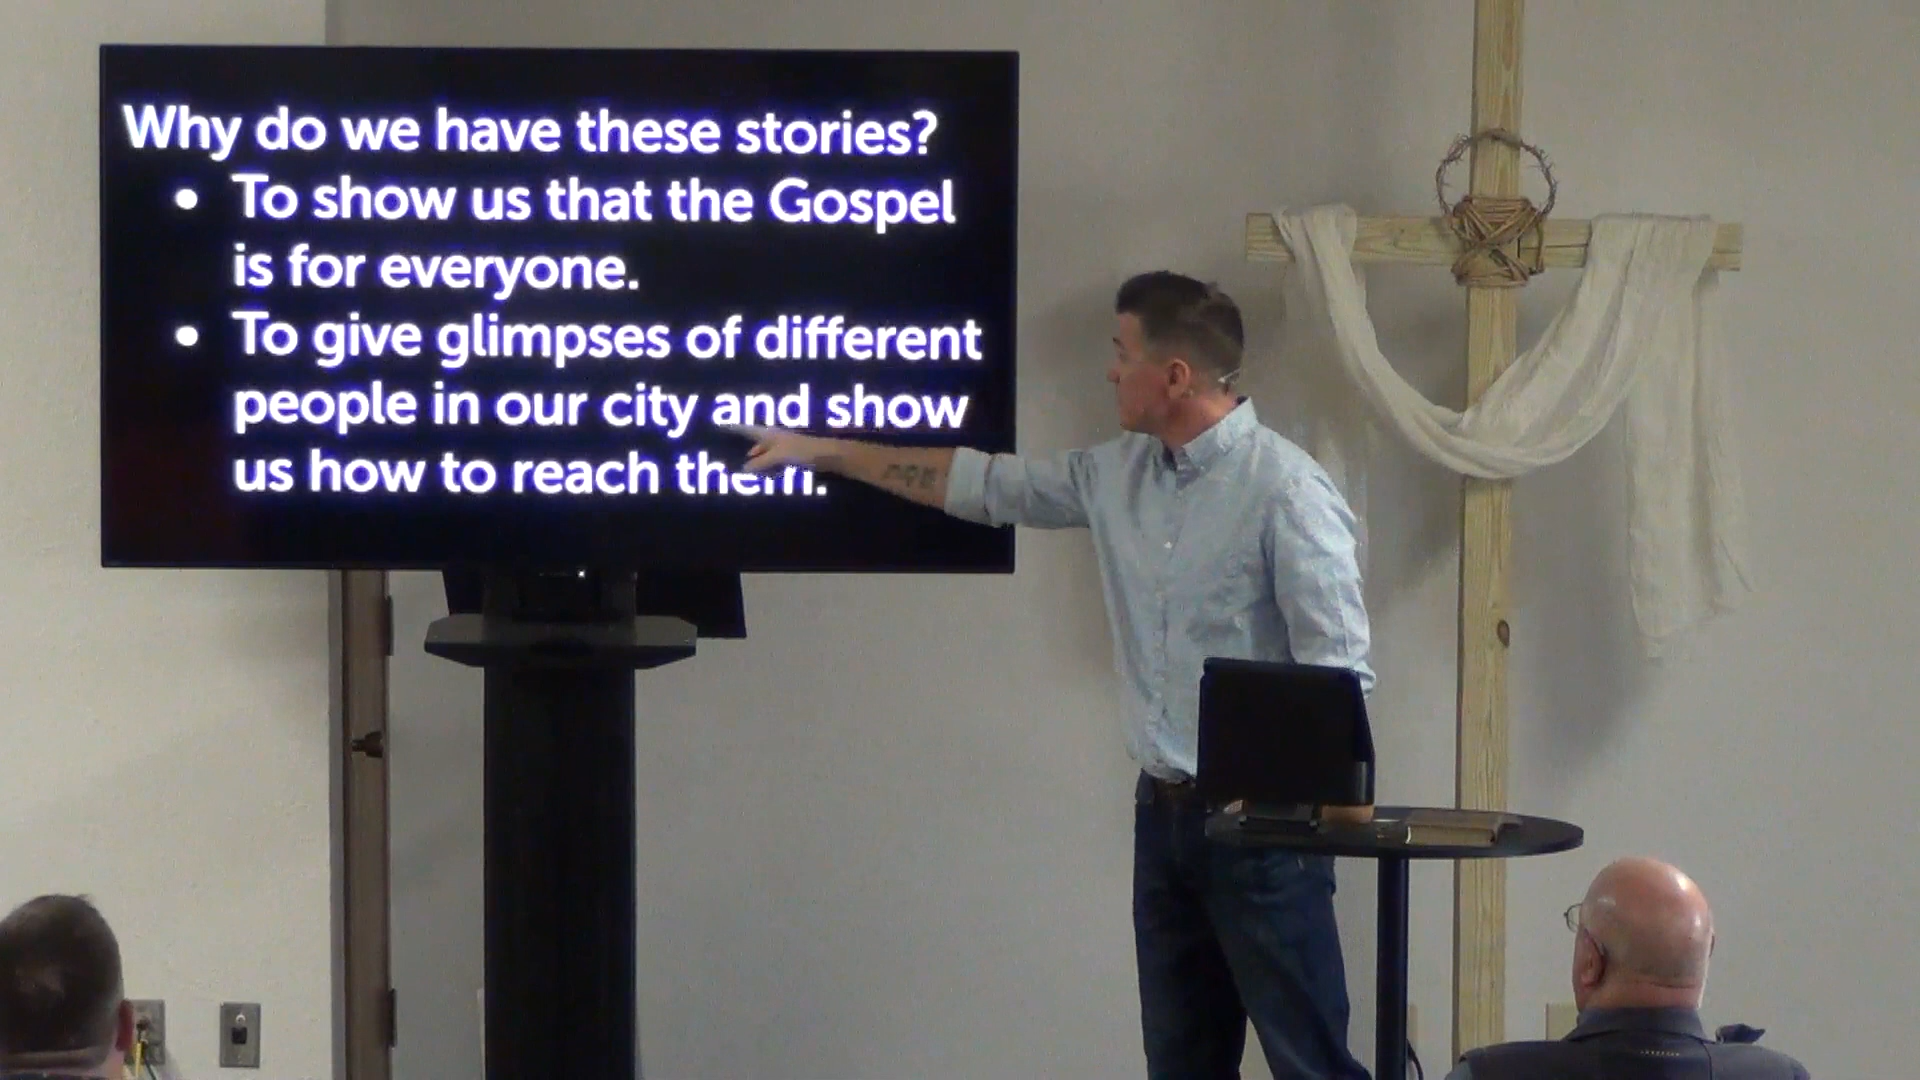 Why do we have these stories?
• To show us that the Gospel
is for everyone.
• To give glimpses of different
people in our city and show
us how to reach them.